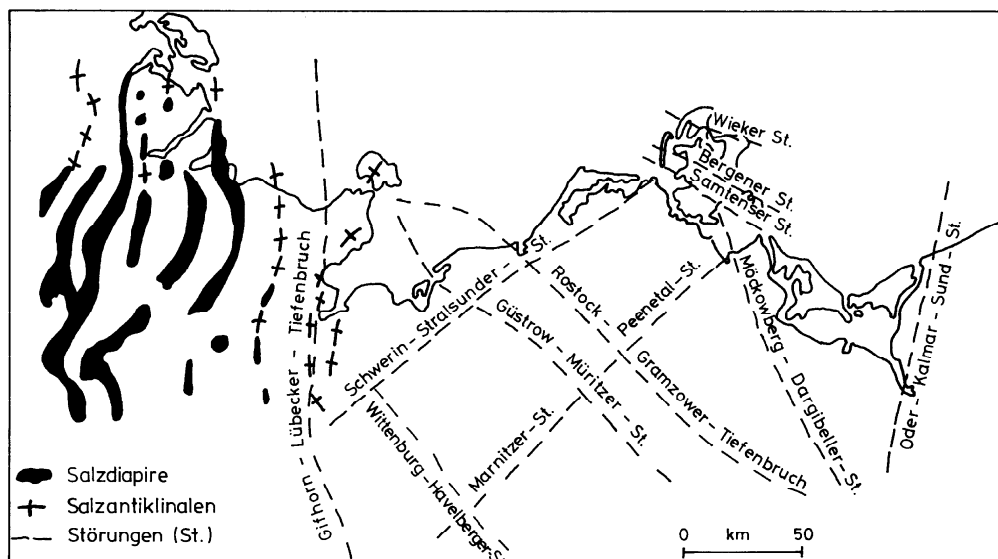 Wieker St.
Bergener St.
Samtenser St.
Schwerin - Stralsunder St.
Rostock - Gramzower - Tiefenbruch
Güstrow - Müritzer - St.
Peenetal - St.
Marnitzer - St.
Möckowberg - Dargibeller - St.
Oder - Kalmar - Sund - St.
Wittenburg - Havelberger - St.
Gifhorn - Lübecker - Tiefenbruch
Salzdiapire
Salzantiklinalen
Störungen (St.)
0 km 50